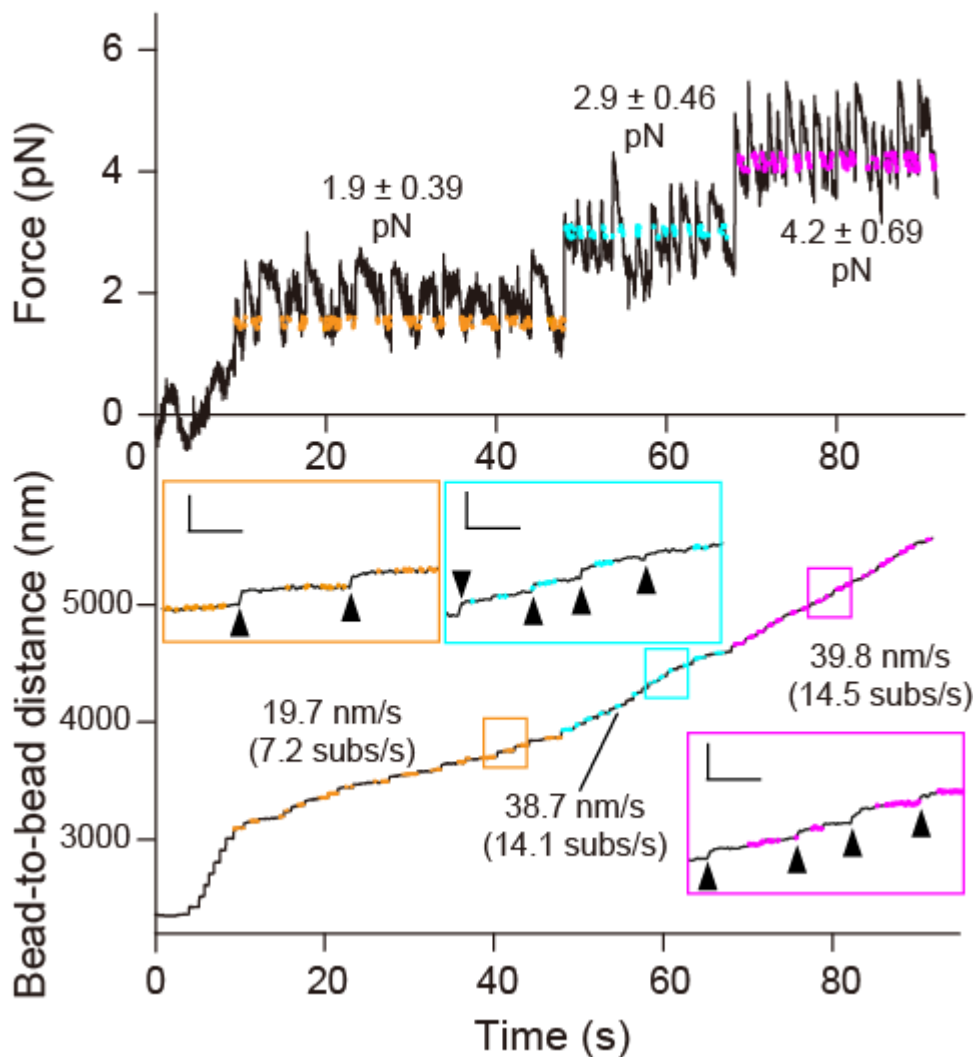 Force (pN)
6
4
2
0
1.9 ± 0.39
pN
2.9 ± 0.46
pN
4.2 ± 0.69
pN
0
20
40
60
80
Bead-to-bead distance (nm)
5000
4000
3000
19.7 nm/s
(7.2 subs/s)
38.7 nm/s
(14.1 subs/s)
39.8 nm/s
(14.5 subs/s)
0
20
40
60
80
Time (s)